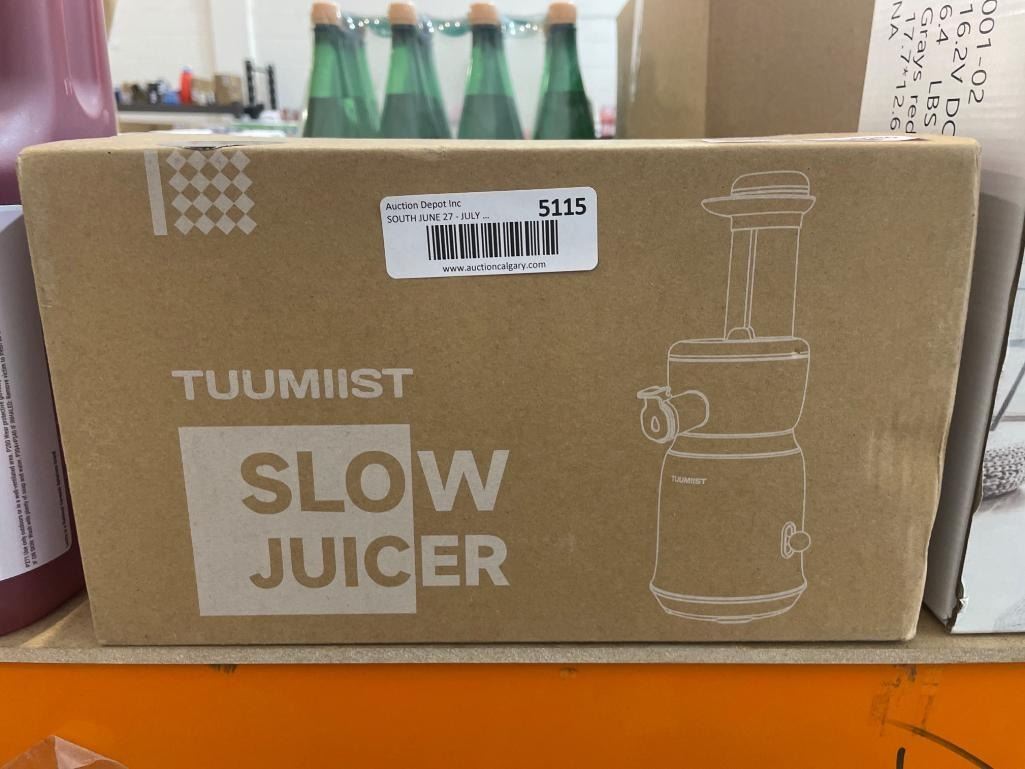 001-02
16.2V DC
6.4 LBS
Grays red
17.7*12.6
NA
Auction Depot Inc
5115
SOUTH JUNE 27 - JULY ...
www.auctioncalgary.com
TUUMIIST
SLOW
JUICER
TUUMIIST